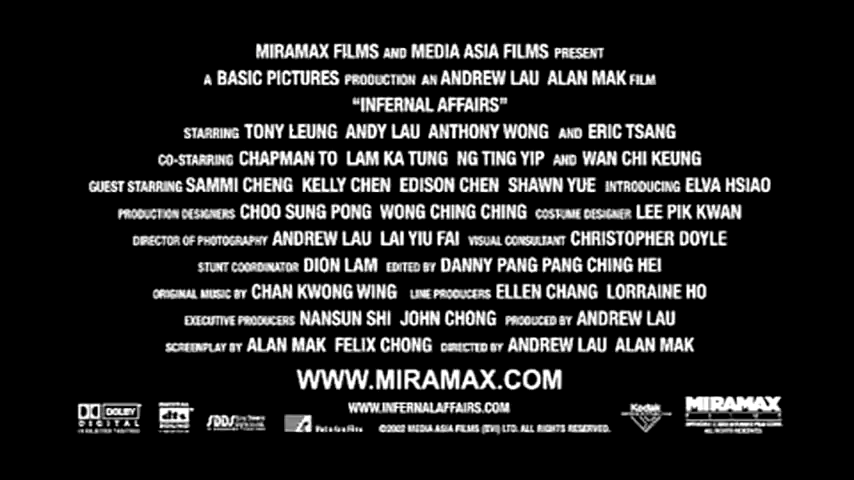 MIRAMAX FILMS AND MEDIA ASIA FILMS PRESENT
A BASIC PICTURES PRODUCTION AN ANDREW LAU ALAN MAK FILM
"INFERNAL AFFAIRS"
STARRING TONY LEUNG ANDY LAU ANTHONY WONG AND ERIC TSANG
CO-STARRING CHAPMAN TO LAM KA TUNG NG TING YIP AND WAN CHI KEUNG
GUEST STARRING SAMMI CHENG KELLY CHEN EDISON CHEN SHAWN YUE INTRODUCING ELVA HSIAO
PRODUCTION DESIGNERS CHOO SUNG PONG WONG CHING CHING COSTUME DESIGNER LEE PIK KWAN
DIRECTOR OF PHOTOGRAPHY ANDREW LAU LAI YIU FAI VISUAL CONSULTANT CHRISTOPHER DOYLE
STUNT COORDINATOR DION LAM EDITED BY DANNY PANG PANG CHING HEI
ORIGINAL MUSIC BY CHAN KWONG WING LINE PRODUCERS ELLEN CHANG LORRAINE HO
EXECUTIVE PRODUCERS NANSUN SHI JOHN CHONG PRODUCED BY ANDREW LAU
SCREENPLAY BY ALAN MAK FELIX CHONG DIRECTED BY ANDREW LAU ALAN MAK
WWW.MIRAMAX.COM
WWW.INFERNALAFFAIRS.COM
DOLBY
DIGITAL
dts
SOUND
SDDS
©2002 MEDIA ASIA FILMS (BVI) LTD. ALL RIGHTS RESERVED.
Kodak
MIRAMAX
ALL RIGHTS RESERVED.